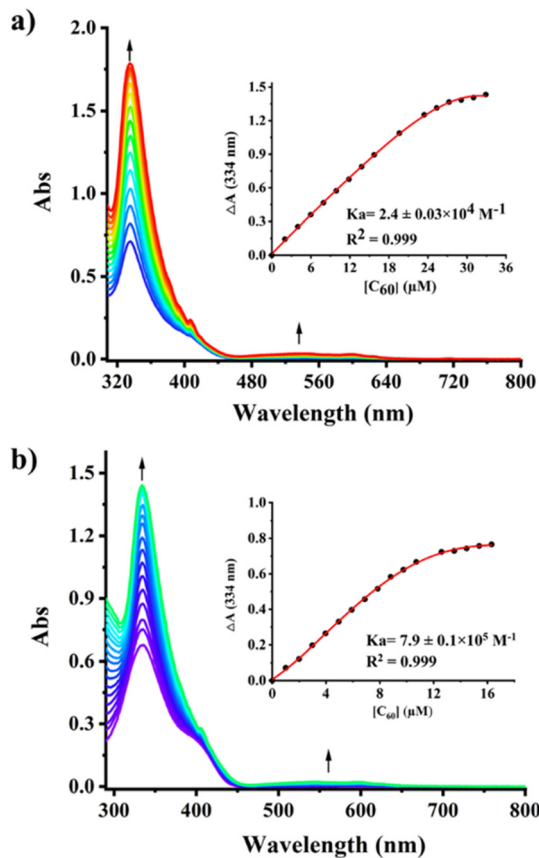 a)
2.0
1.5
1.0
0.5
0.0
Abs
320 400 480 560 640 720 800
Wavelength (nm)
1.5
1.2
0.9
0.6
0.3
0.0
△A (334 nm)
Ka= 2.4 ± 0.03×10⁴ M⁻¹
R² = 0.999
0 6 12 18 24 30 36
[C₆₀] (µM)
b)
1.5
1.2
0.9
0.6
0.3
0.0
Abs
300 400 500 600 700 800
Wavelength (nm)
1.0
0.8
0.6
0.4
0.2
0.0
△A (334 nm)
Ka= 7.9 ± 0.1×10⁵ M⁻¹
R² = 0.999
0 4 8 12 16
[C₆₀] (µM)